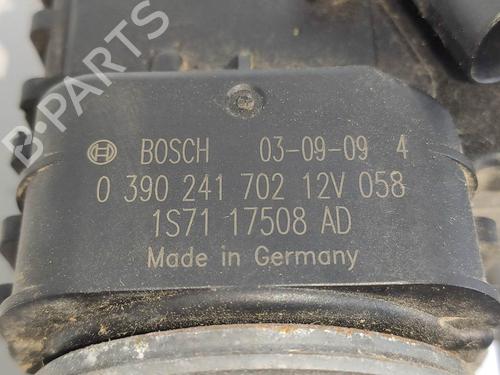 B-PARTS
BOSCH 03-09-09 4
0 390 241 702 12V 058
1S71 17508 AD
Made in Germany